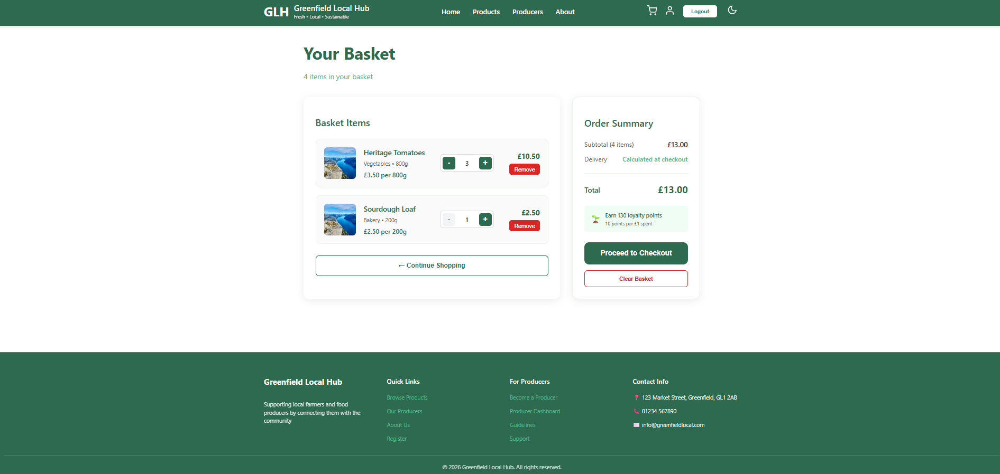 GLH
Greenfield Local Hub
Fresh • Local • Sustainable
Home
Products
Producers
About
Logout
Your Basket
4 items in your basket
Basket Items
Heritage Tomatoes
Vegetables • 800g
£3.50 per 800g
- 3 +
£10.50
Remove
Sourdough Loaf
Bakery • 200g
£2.50 per 200g
- 1 +
£2.50
Remove
← Continue Shopping
Order Summary
Subtotal (4 items) £13.00
Delivery Calculated at checkout
Total £13.00
Earn 130 loyalty points
10 points per £1 spent
Proceed to Checkout
Clear Basket
Greenfield Local Hub
Supporting local farmers and food
producers by connecting them with the
community
Quick Links
Browse Products
Our Producers
About Us
Register
For Producers
Become a Producer
Producer Dashboard
Guidelines
Support
Contact Info
123 Market Street, Greenfield, GL1 2AB
01234 567890
info@greenfieldlocal.com
© 2026 Greenfield Local Hub. All rights reserved.